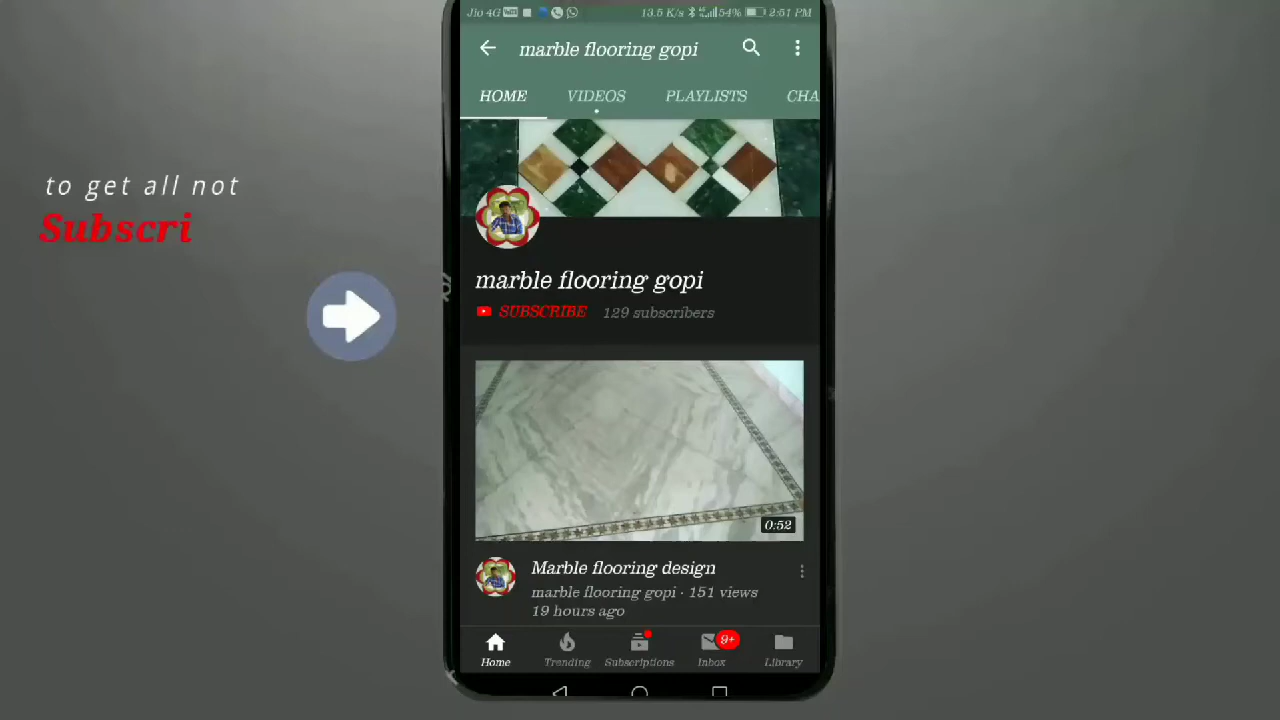 Jio 4G 13.5 K/s 54% 2:51 PM
marble flooring gopi
HOME VIDEOS PLAYLISTS CHA
to get all not
Subscri
marble flooring gopi
SUBSCRIBE 129 subscribers
0:52
Marble flooring design
marble flooring gopi · 151 views
19 hours ago
9+
Home Trending Subscriptions Inbox Library